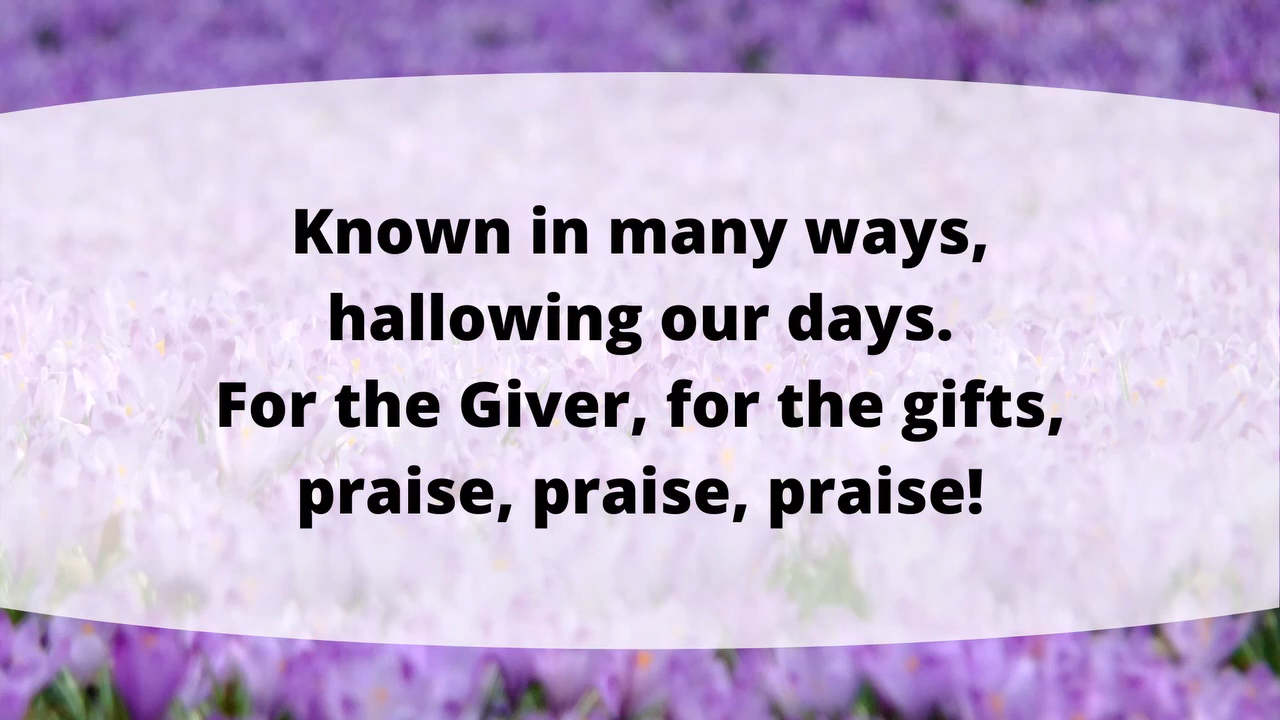 Known in many ways,
hallowing our days.
For the Giver, for the gifts,
praise, praise, praise!